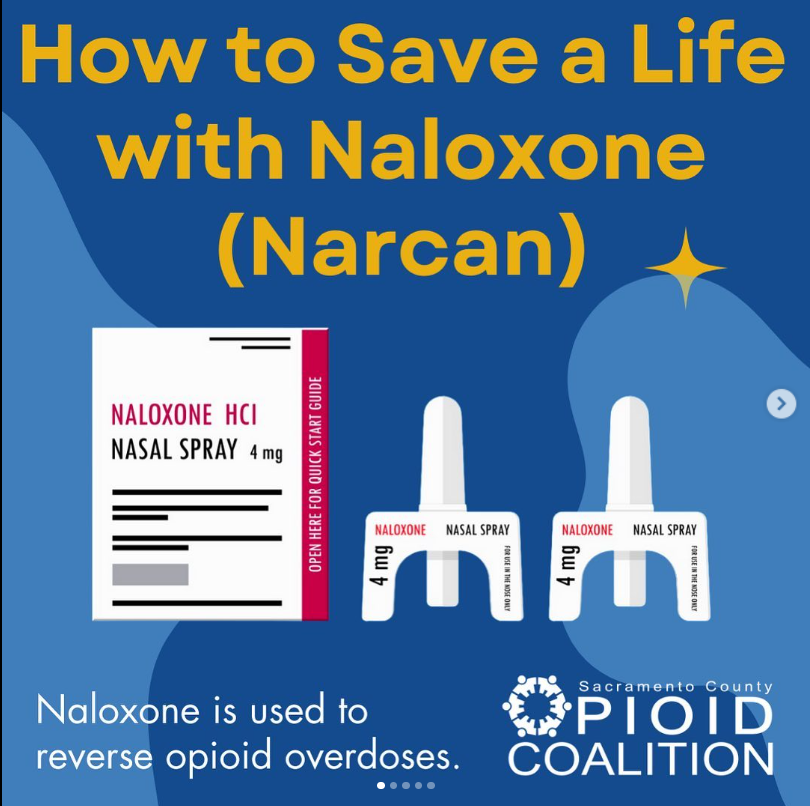 How to Save a Life
with Naloxone
(Narcan)
NALOXONE HCI
NASAL SPRAY 4 mg
OPEN HERE FOR QUICK START GUIDE
NALOXONE NASAL SPRAY
4 mg
FOR USE IN THE NOSE ONLY
NALOXONE NASAL SPRAY
4 mg
FOR USE IN THE NOSE ONLY
Naloxone is used to
reverse opioid overdoses.
Sacramento County
OPIOID
COALITION